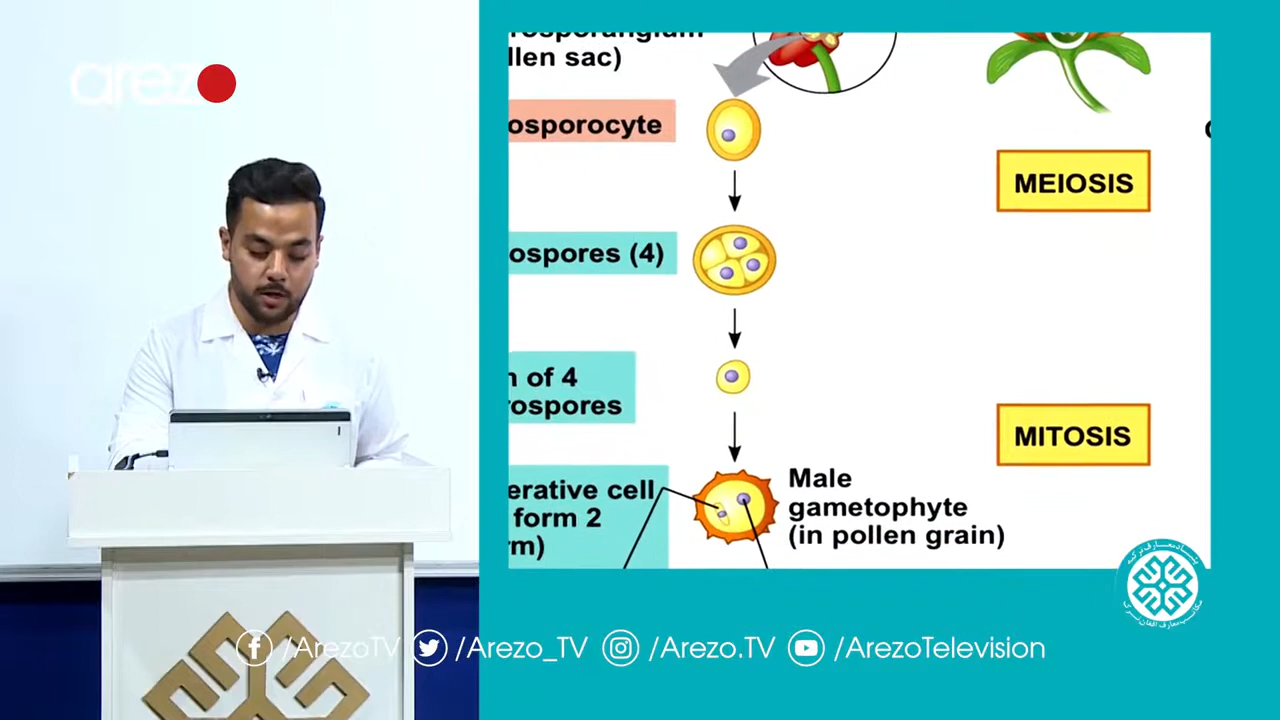 arezo
llen sac)
osporocyte
MEIOSIS
ospores (4)
n of 4
rospores
MITOSIS
erative cell
form 2
rm)
Male
gametophyte
(in pollen grain)
/ArezoTV
/Arezo_TV
/Arezo.TV
/ArezoTelevision